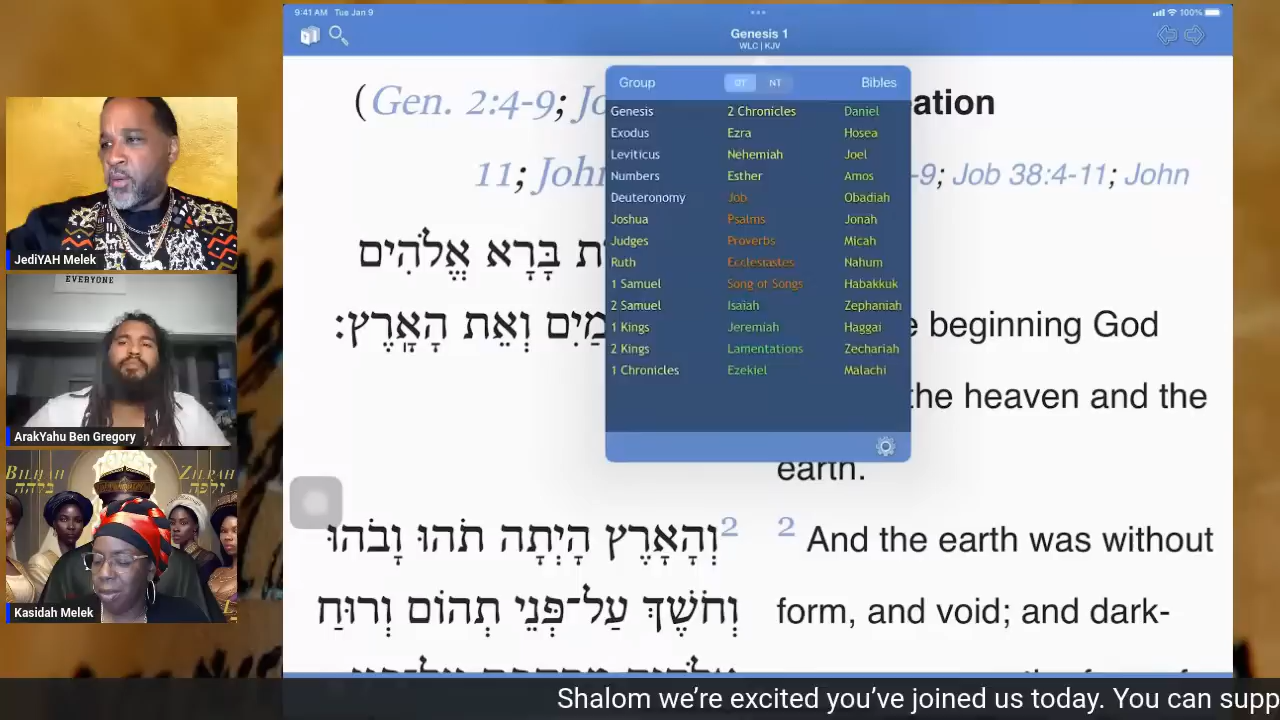 9:41 AM Tue Jan 9
100%
Genesis 1
WLC | KJV
Group OT NT Bibles
Genesis 2 Chronicles Daniel
Exodus Ezra Hosea
Leviticus Nehemiah Joel
Numbers Esther Amos
Deuteronomy Job Obadiah
Joshua Psalms Jonah
Judges Proverbs Micah
Ruth Ecclesiastes Nahum
1 Samuel Song of Songs Habakkuk
2 Samuel Isaiah Zephaniah
1 Kings Jeremiah Haggai
2 Kings Lamentations Zechariah
1 Chronicles Ezekiel Malachi
(Gen. 2:4-9; Jo
ation
11; John
-9; Job 38:4-11; John
ת בָּרָא אֱלֹהִים
מַיִם וְאֵת הָאָֽרֶץ׃
e beginning God
the heaven and the
earth.
2 וְהָאָרֶץ הָיְתָה תֹהוּ וָבֹהוּ
וְחֹשֶׁךְ עַל־פְּנֵי תְהוֹם וְרוּחַ
2 And the earth was without
form, and void; and dark-
EVERYONE
JediYAH Melek
ArakYahu Ben Gregory
BILHAH ZILPAH
בלהה זלפה
Kasidah Melek
Shalom we’re excited you’ve joined us today. You can supp